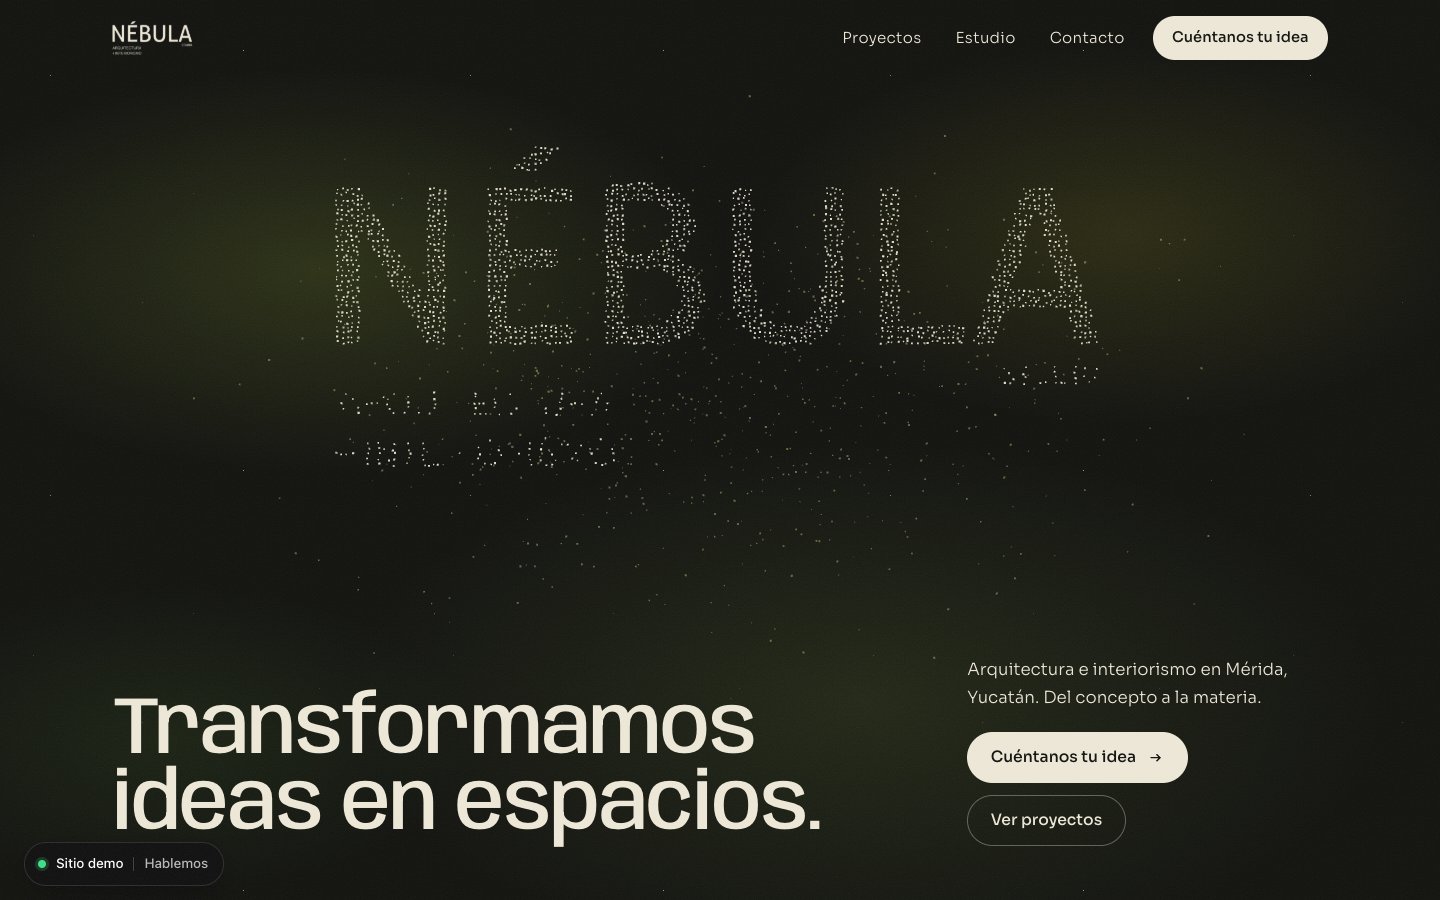 NÉBULA
Proyectos
Estudio
Contacto
Cuéntanos tu idea
NÉBULA
Arquitectura e interiorismo en Mérida,
Yucatán. Del concepto a la materia.
Transformamos
ideas en espacios.
Cuéntanos tu idea →
Ver proyectos
Sitio demo | Hablemos